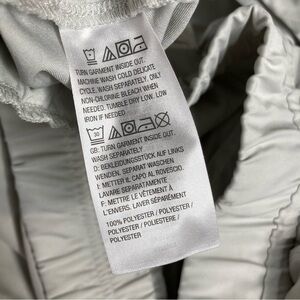 TURN GARMENT INSIDE OUT.
MACHINE WASH COLD DELICATE
CYCLE. WASH SEPARATELY, ONLY
NON-CHLORINE BLEACH WHEN
NEEDED. TUMBLE DRY LOW. LOW
IRON IF NEEDED.
GB: TURN GARMENT INSIDE OUT.
WASH SEPARATELY
D: BEKLEIDUNGSSTÜCK AUF LINKS
WENDEN. SEPARAT WASCHEN
I: METTER IL CAPO AL ROVESCIO.
LAVARE SEPARATAMENTE
F: METTRE LE VÊTEMENT À
L'ENVERS. LAVER SÉPARÉMENT
100% POLYESTER / POLYESTER
/ POLYESTER / POLIESTERE /
POLYESTER